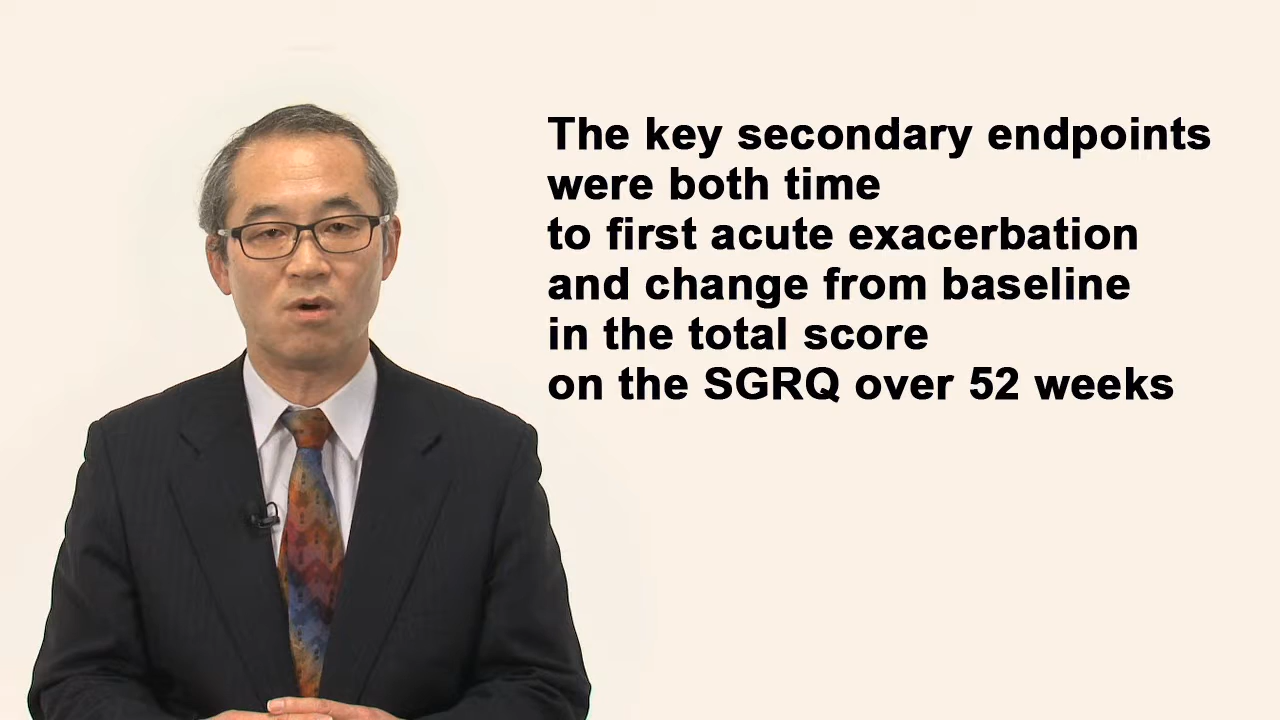 The key secondary endpoints
were both time
to first acute exacerbation
and change from baseline
in the total score
on the SGRQ over 52 weeks